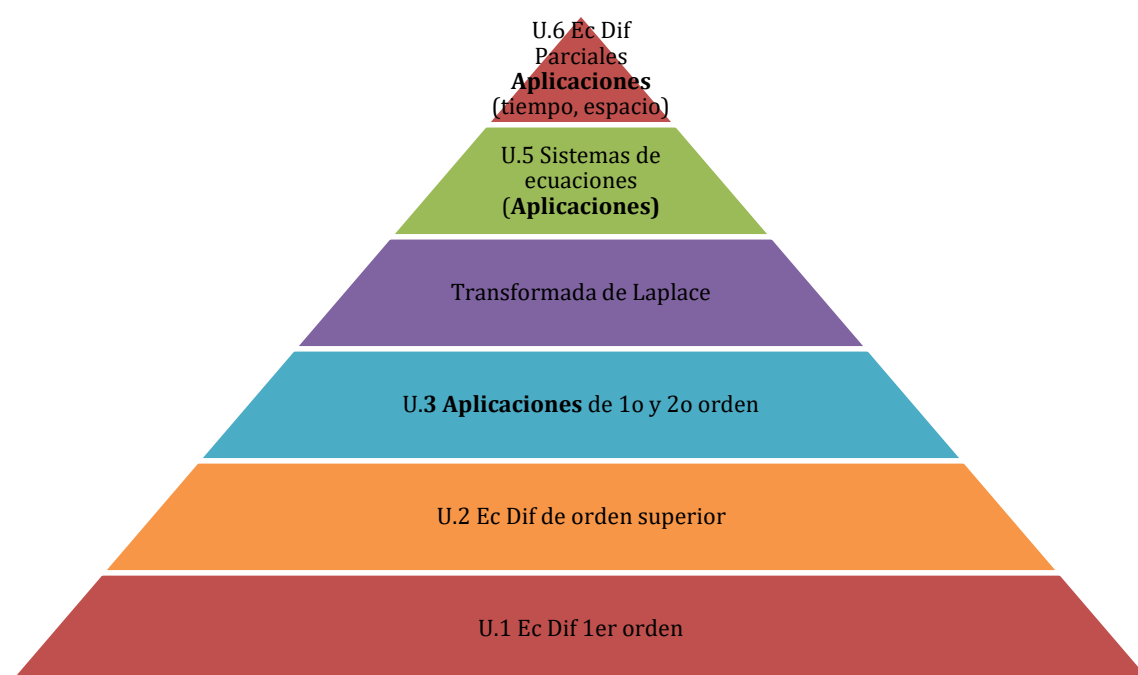 U.6 Ec Dif
Parciales
Aplicaciones
(tiempo, espacio)
U.5 Sistemas de
ecuaciones
(Aplicaciones)
Transformada de Laplace
U.3 Aplicaciones de 1o y 2o orden
U.2 Ec Dif de orden superior
U.1 Ec Dif 1er orden